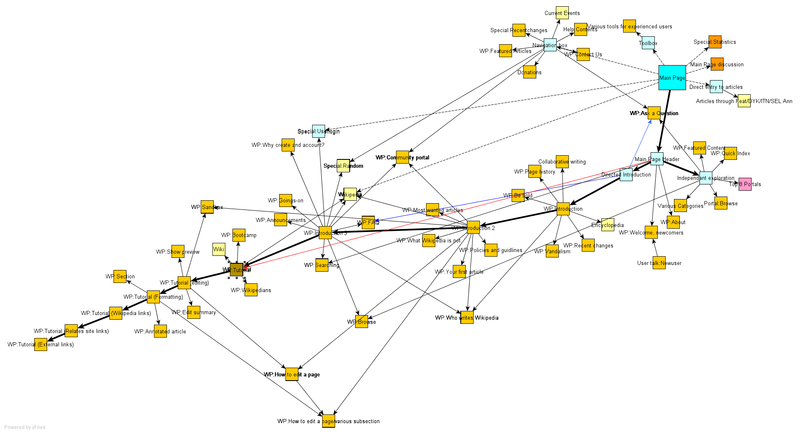 Current Events
Special Recent changes
Help Contents
Various tools for experienced users
Navigation box
Toolbox
Special Statistics
WP:Featured Articles
WP:Contact Us
Main Page discussion
Donations
Main Page
Direct entry to articles
Articles through Feat/DYK/ITN/SEL Ann
WP:Ask a Question
Special Userlogin
WP:Why create and account?
WP:Community portal
Special Random
Collaborative writing
Main Page Header
WP:Featured Content
WP:Quick Index
WP:Page history
Directed Introduction
Independent exploration
Top 8 Portals
Wikipedia
WP:Doings-on
WP:Introduction
Various Categories
Portal Browse
WP:Most wanted articles
WP:Announcements
WP:About
Encyclopedia
WP:Introduction 2
WP:Welcome, newcomers
WP:Bootcamp
WP:What Wikipedia is not
Wiki
WP:Show preview
WP:Policies and guidlines
WP:Vandalism
WP:Recent changes
User talk Newuser
WP:Searching
WP:Your first article
WP:Section
WP:Tutorial (Editing)
WP:Wikipedians
WP:Tutorial (Formatting)
WP:Tutorial (Wikipedia links)
WP:Edit summary
WP:Browse
WP:Who writes Wikipedia
WP:Tutorial (Relates site links)
WP:Annotated article
WP:Tutorial (External links)
WP:How to edit a page
WP:How to edit a page/various subsection